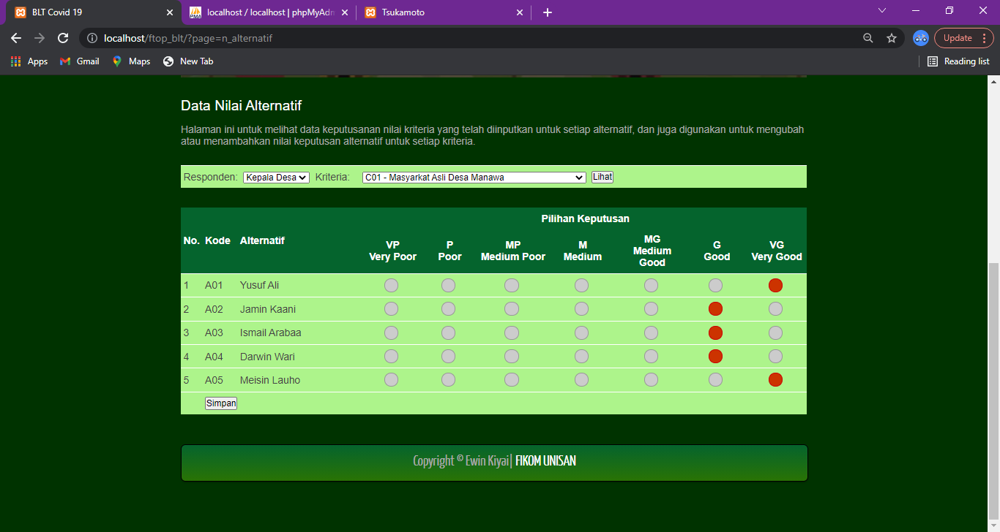 BLT Covid 19
localhost / localhost | phpMyAdm
Tsukamoto
localhost/ftop_blt/?page=n_alternatif
Update
Apps
Gmail
Maps
New Tab
Reading list
Data Nilai Alternatif
Halaman ini untuk melihat data keputusanan nilai kriteria yang telah diinputkan untuk setiap alternatif, dan juga digunakan untuk mengubah
atau menambahkan nilai keputusan alternatif untuk setiap kriteria.
Responden: Kepala Desa Kriteria: C01 - Masyarkat Asli Desa Manawa Lihat
Pilihan Keputusan
No. Kode Alternatif
VP P MP M MG G VG
Very Poor Poor Medium Poor Medium Medium Good Good Very Good
1 A01 Yusuf Ali
2 A02 Jamin Kaani
3 A03 Ismail Arabaa
4 A04 Darwin Wari
5 A05 Meisin Lauho
Simpan
Copyright © Ewin Kiyai| FIKOM UNISAN